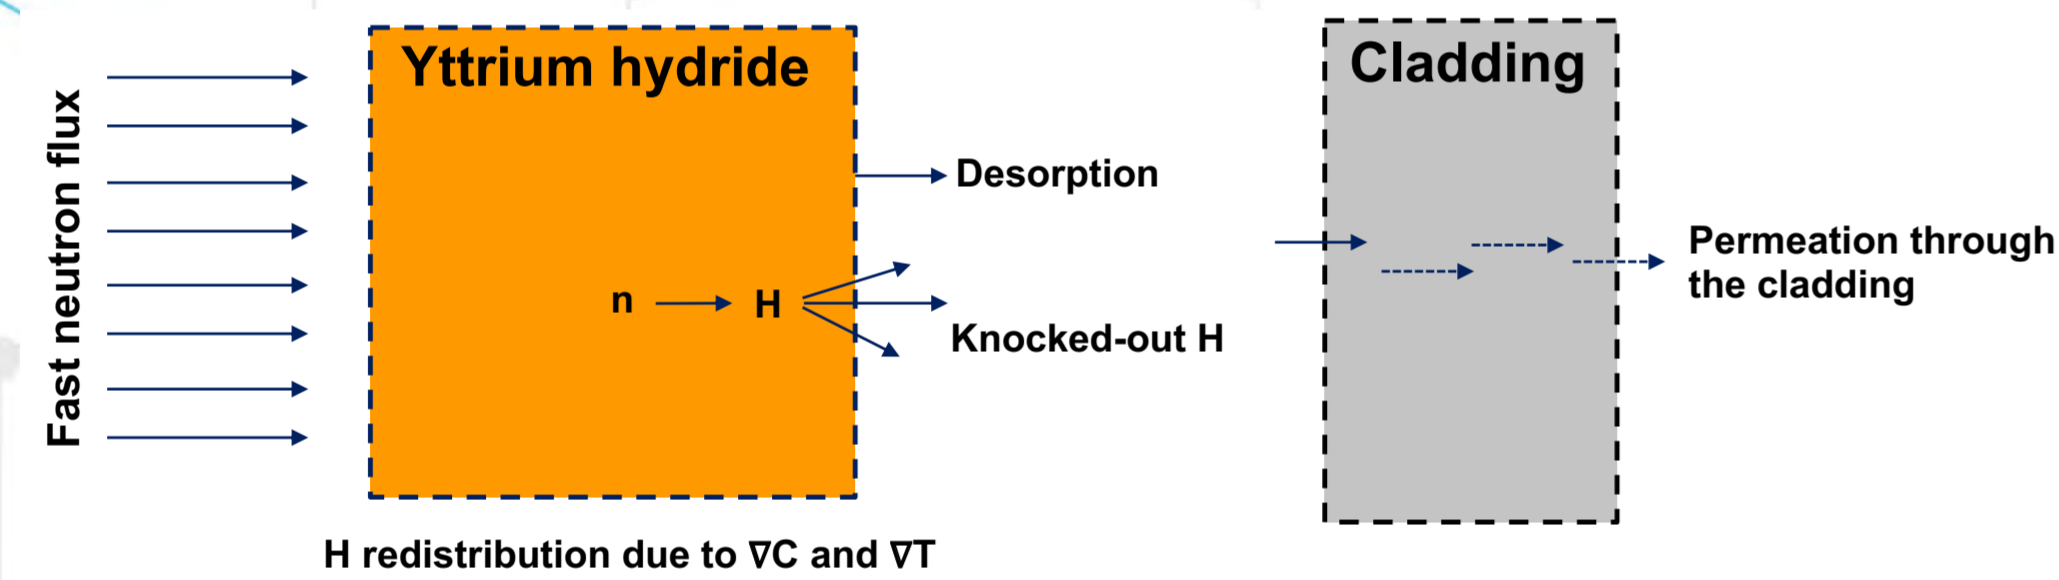 Fast neutron flux
Yttrium hydride
Desorption
n
H
Knocked-out H
H redistribution due to ∇C and ∇T
Cladding
Permeation through
the cladding